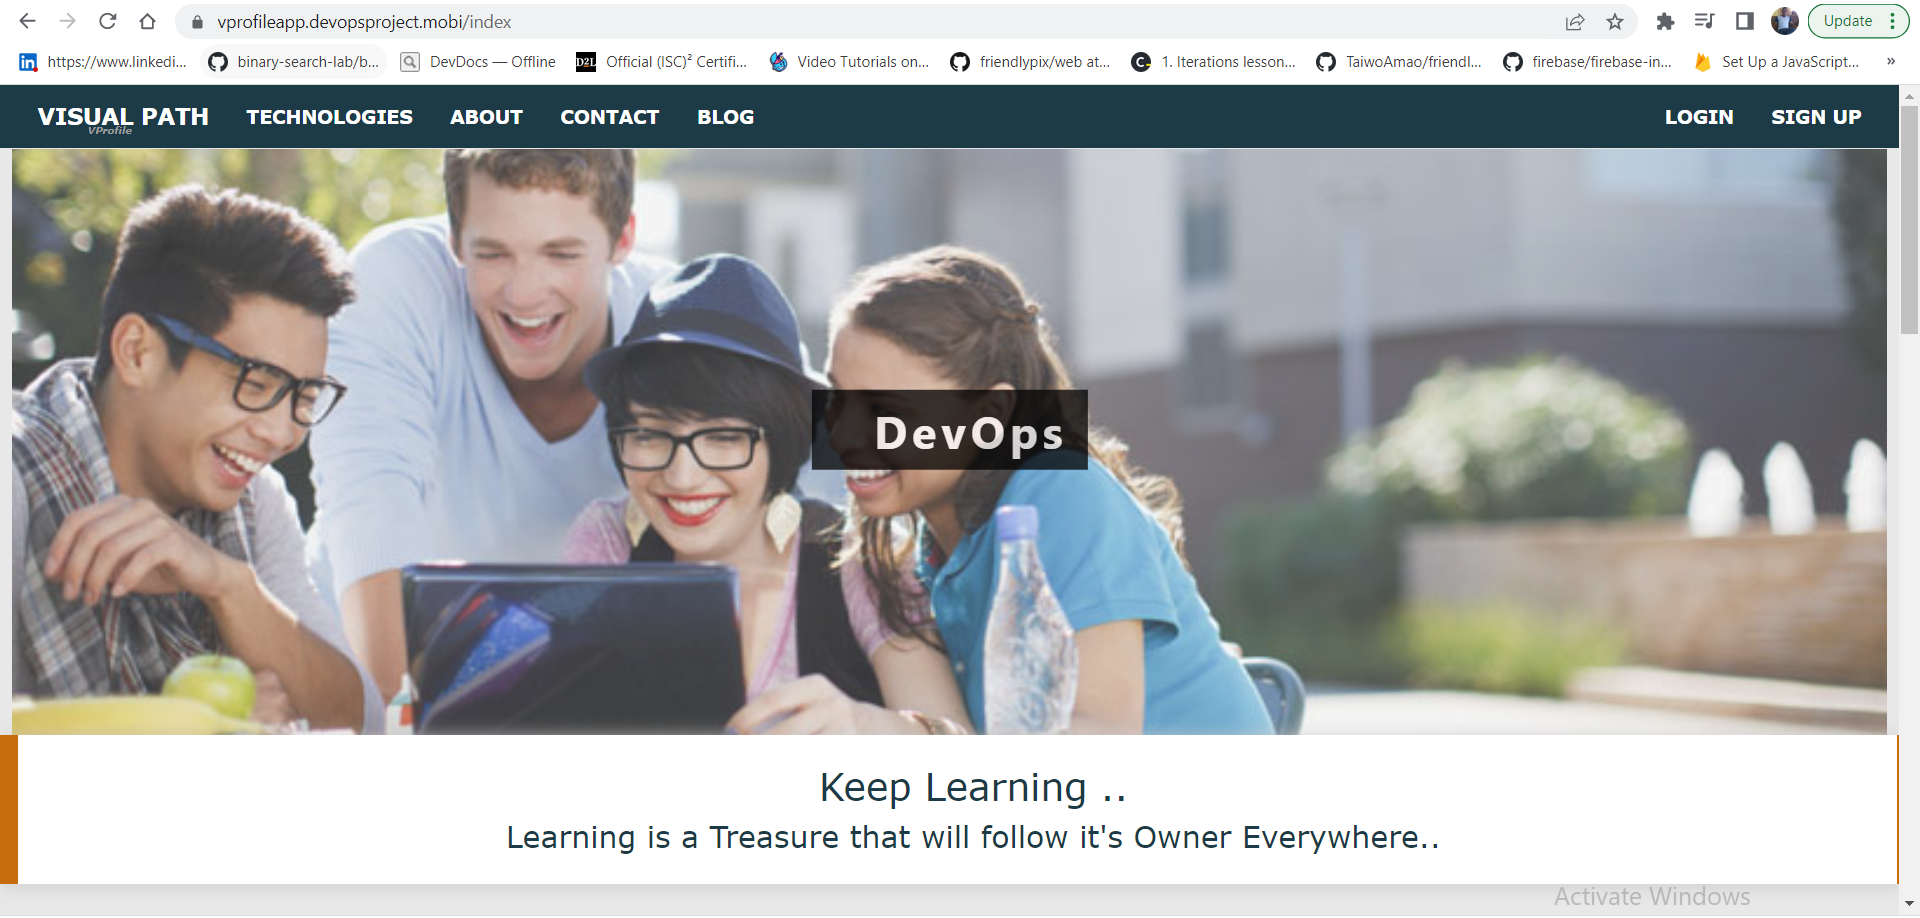 vprofileapp.devopsproject.mobi/index
Update
https://www.linkedi...
binary-search-lab/b...
DevDocs — Offline
D2L
Official (ISC)² Certifi...
Video Tutorials on...
friendlypix/web at...
C
1. Iterations lesson...
TaiwoAmao/friendl...
firebase/firebase-in...
Set Up a JavaScript...
»
VISUAL PATH
VProfile
TECHNOLOGIES
ABOUT
CONTACT
BLOG
LOGIN
SIGN UP
DevOps
Keep Learning ..
Learning is a Treasure that will follow it's Owner Everywhere..
Activate Windows